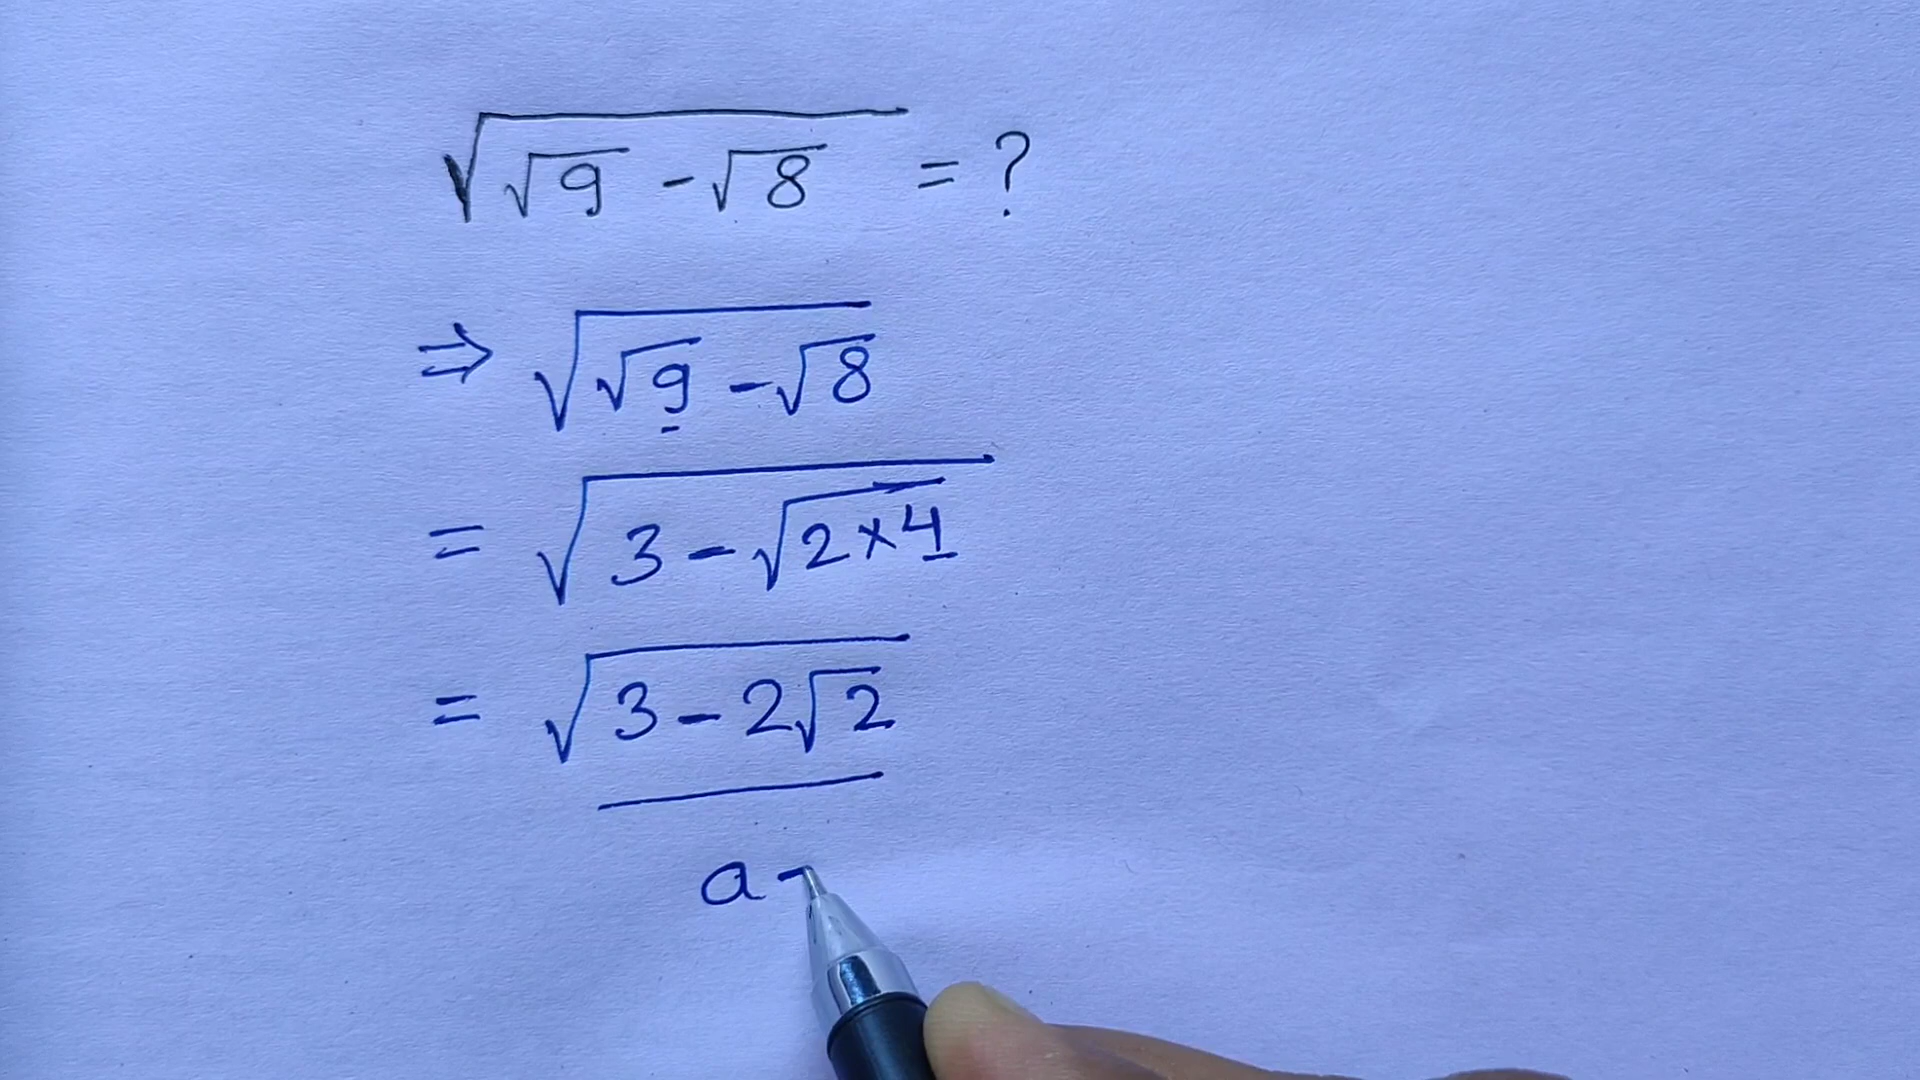 √(√9 - √8) = ?
⇒ √(√9 - √8)
= √(3 - √(2×4))
= √(3 - 2√2)
a -